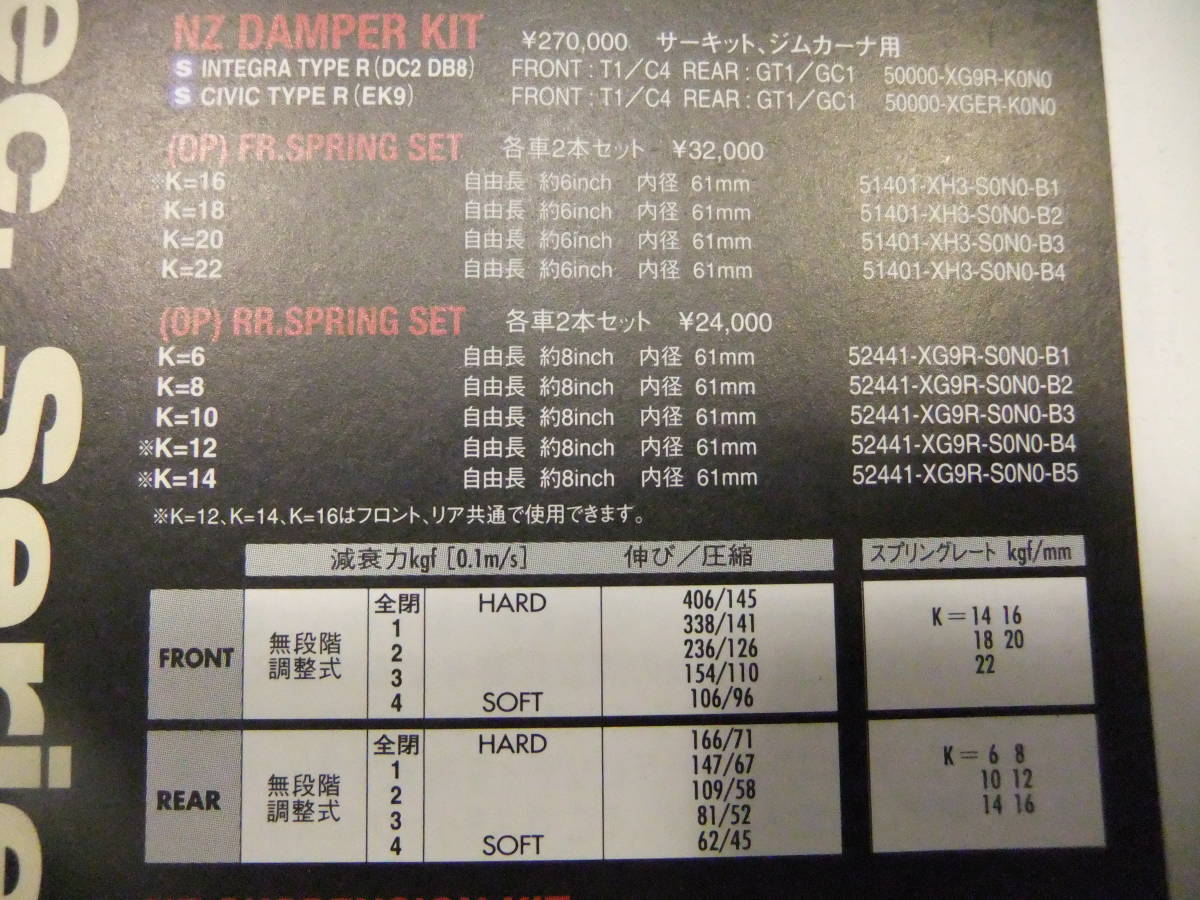 NZ DAMPER KIT ¥270,000 サーキット、ジムカーナ用
S INTEGRA TYPE R (DC2 DB8) FRONT : T1/C4 REAR : GT1/GC1 50000-XG9R-K0N0
S CIVIC TYPE R (EK9) FRONT : T1/C4 REAR : GT1/GC1 50000-XGER-K0N0
(OP) FR.SPRING SET 各車2本セット ¥32,000
※K=16 自由長 約6inch 内径 61mm 51401-XH3-S0N0-B1
K=18 自由長 約6inch 内径 61mm 51401-XH3-S0N0-B2
K=20 自由長 約6inch 内径 61mm 51401-XH3-S0N0-B3
K=22 自由長 約6inch 内径 61mm 51401-XH3-S0N0-B4
(OP) RR.SPRING SET 各車2本セット ¥24,000
K=6 自由長 約8inch 内径 61mm 52441-XG9R-S0N0-B1
K=8 自由長 約8inch 内径 61mm 52441-XG9R-S0N0-B2
K=10 自由長 約8inch 内径 61mm 52441-XG9R-S0N0-B3
※K=12 自由長 約8inch 内径 61mm 52441-XG9R-S0N0-B4
※K=14 自由長 約8inch 内径 61mm 52441-XG9R-S0N0-B5
※K=12、K=14、K=16はフロント、リア共通で使用できます。
減衰力kgf [0.1m/s] 伸び/圧縮 スプリングレート kgf/mm
FRONT 無段階調整式
全閉 HARD 406/145
1 338/141
2 236/126
3 154/110
4 SOFT 106/96
K= 14 16
18 20
22
REAR 無段階調整式
全閉 HARD 166/71
1 147/67
2 109/58
3 81/52
4 SOFT 62/45
K= 6 8
10 12
14 16